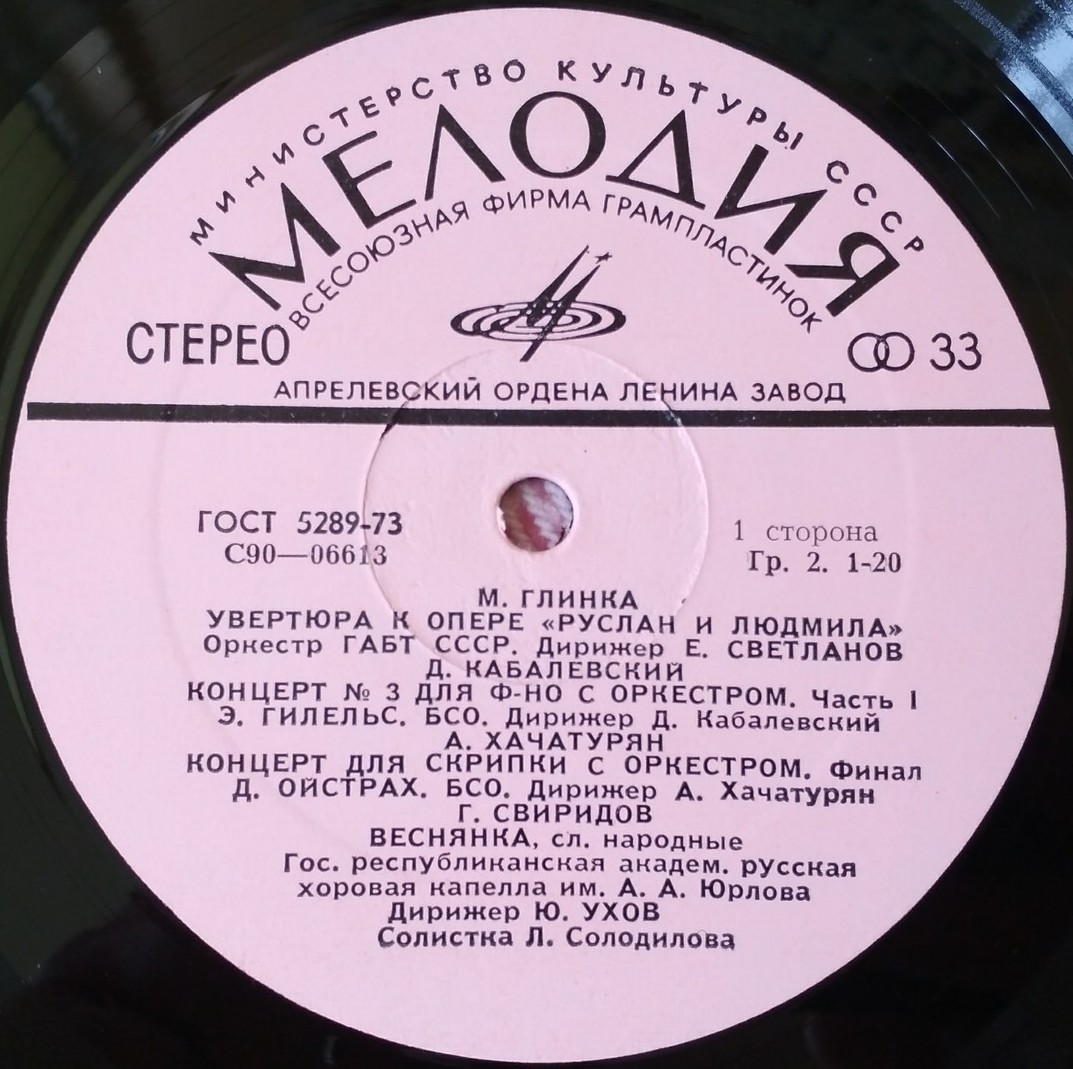 МИНИСТЕРСТВО КУЛЬТУРЫ СССР
МЕЛОДИЯ
ВСЕСОЮЗНАЯ ФИРМА ГРАМПЛАСТИНОК
СТЕРЕО
33
АПРЕЛЕВСКИЙ ОРДЕНА ЛЕНИНА ЗАВОД
ГОСТ 5289-73
1 сторона
С90—06613
Гр. 2. 1-20
М. ГЛИНКА
УВЕРТЮРА К ОПЕРЕ «РУСЛАН И ЛЮДМИЛА»
Оркестр ГАБТ СССР. Дирижер Е. СВЕТЛАНОВ
Д. КАБАЛЕВСКИЙ
КОНЦЕРТ № 3 ДЛЯ Ф-НО С ОРКЕСТРОМ. Часть I
Э. ГИЛЕЛЬС. БСО. Дирижер Д. Кабалевский
А. ХАЧАТУРЯН
КОНЦЕРТ ДЛЯ СКРИПКИ С ОРКЕСТРОМ. Финал
Д. ОЙСТРАХ. БСО. Дирижер А. Хачатурян
Г. СВИРИДОВ
ВЕСНЯНКА, сл. народные
Гос. республиканская академ. русская
хоровая капелла им. А. А. Юрлова
Дирижер Ю. УХОВ
Солистка Л. Солодилова